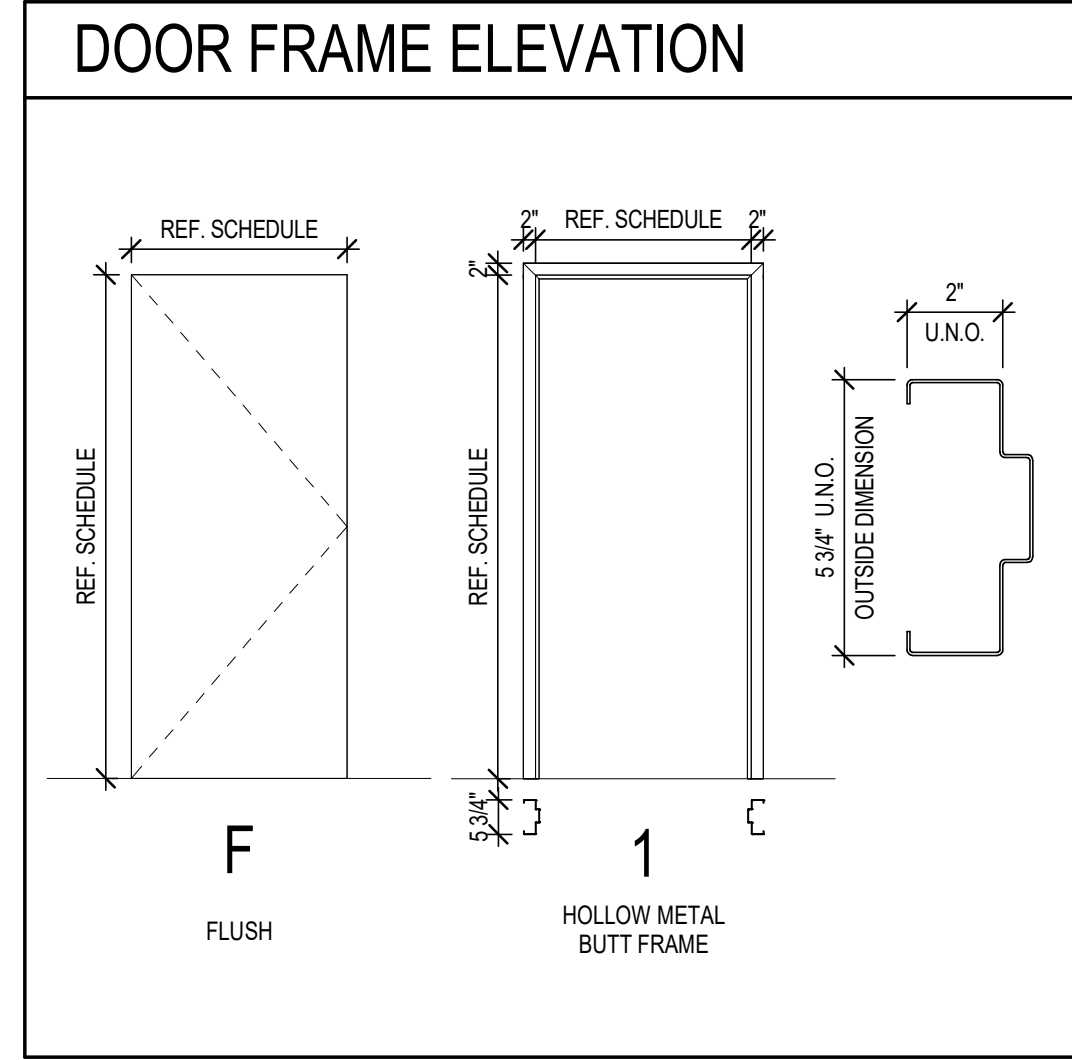 DOOR FRAME ELEVATION
REF. SCHEDULE
REF. SCHEDULE
F
FLUSH
2" REF. SCHEDULE 2"
2"
REF. SCHEDULE
5 3/4"
1
HOLLOW METAL
BUTT FRAME
2"
U.N.O.
5 3/4" U.N.O.
OUTSIDE DIMENSION